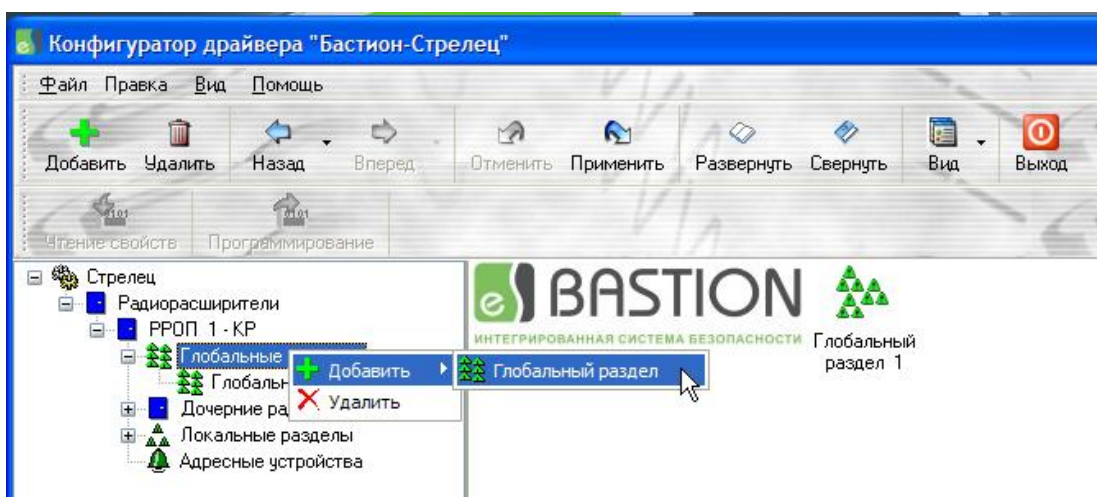 Конфигуратор драйвера "Бастион-Стрелец"
Файл Правка Вид Помощь
Добавить Удалить Назад Вперед Отменить Применить Развернуть Свернуть Вид Выход
Чтение свойств Программирование
Стрелец
Радиорасширители
РРОП 1 - КР
Глобальные
Глобальн
Дочерние ра
Локальные разделы
Адресные устройства
Добавить
Удалить
Глобальный раздел
eS BASTION
ИНТЕГРИРОВАННАЯ СИСТЕМА БЕЗОПАСНОСТИ
Глобальный
раздел 1